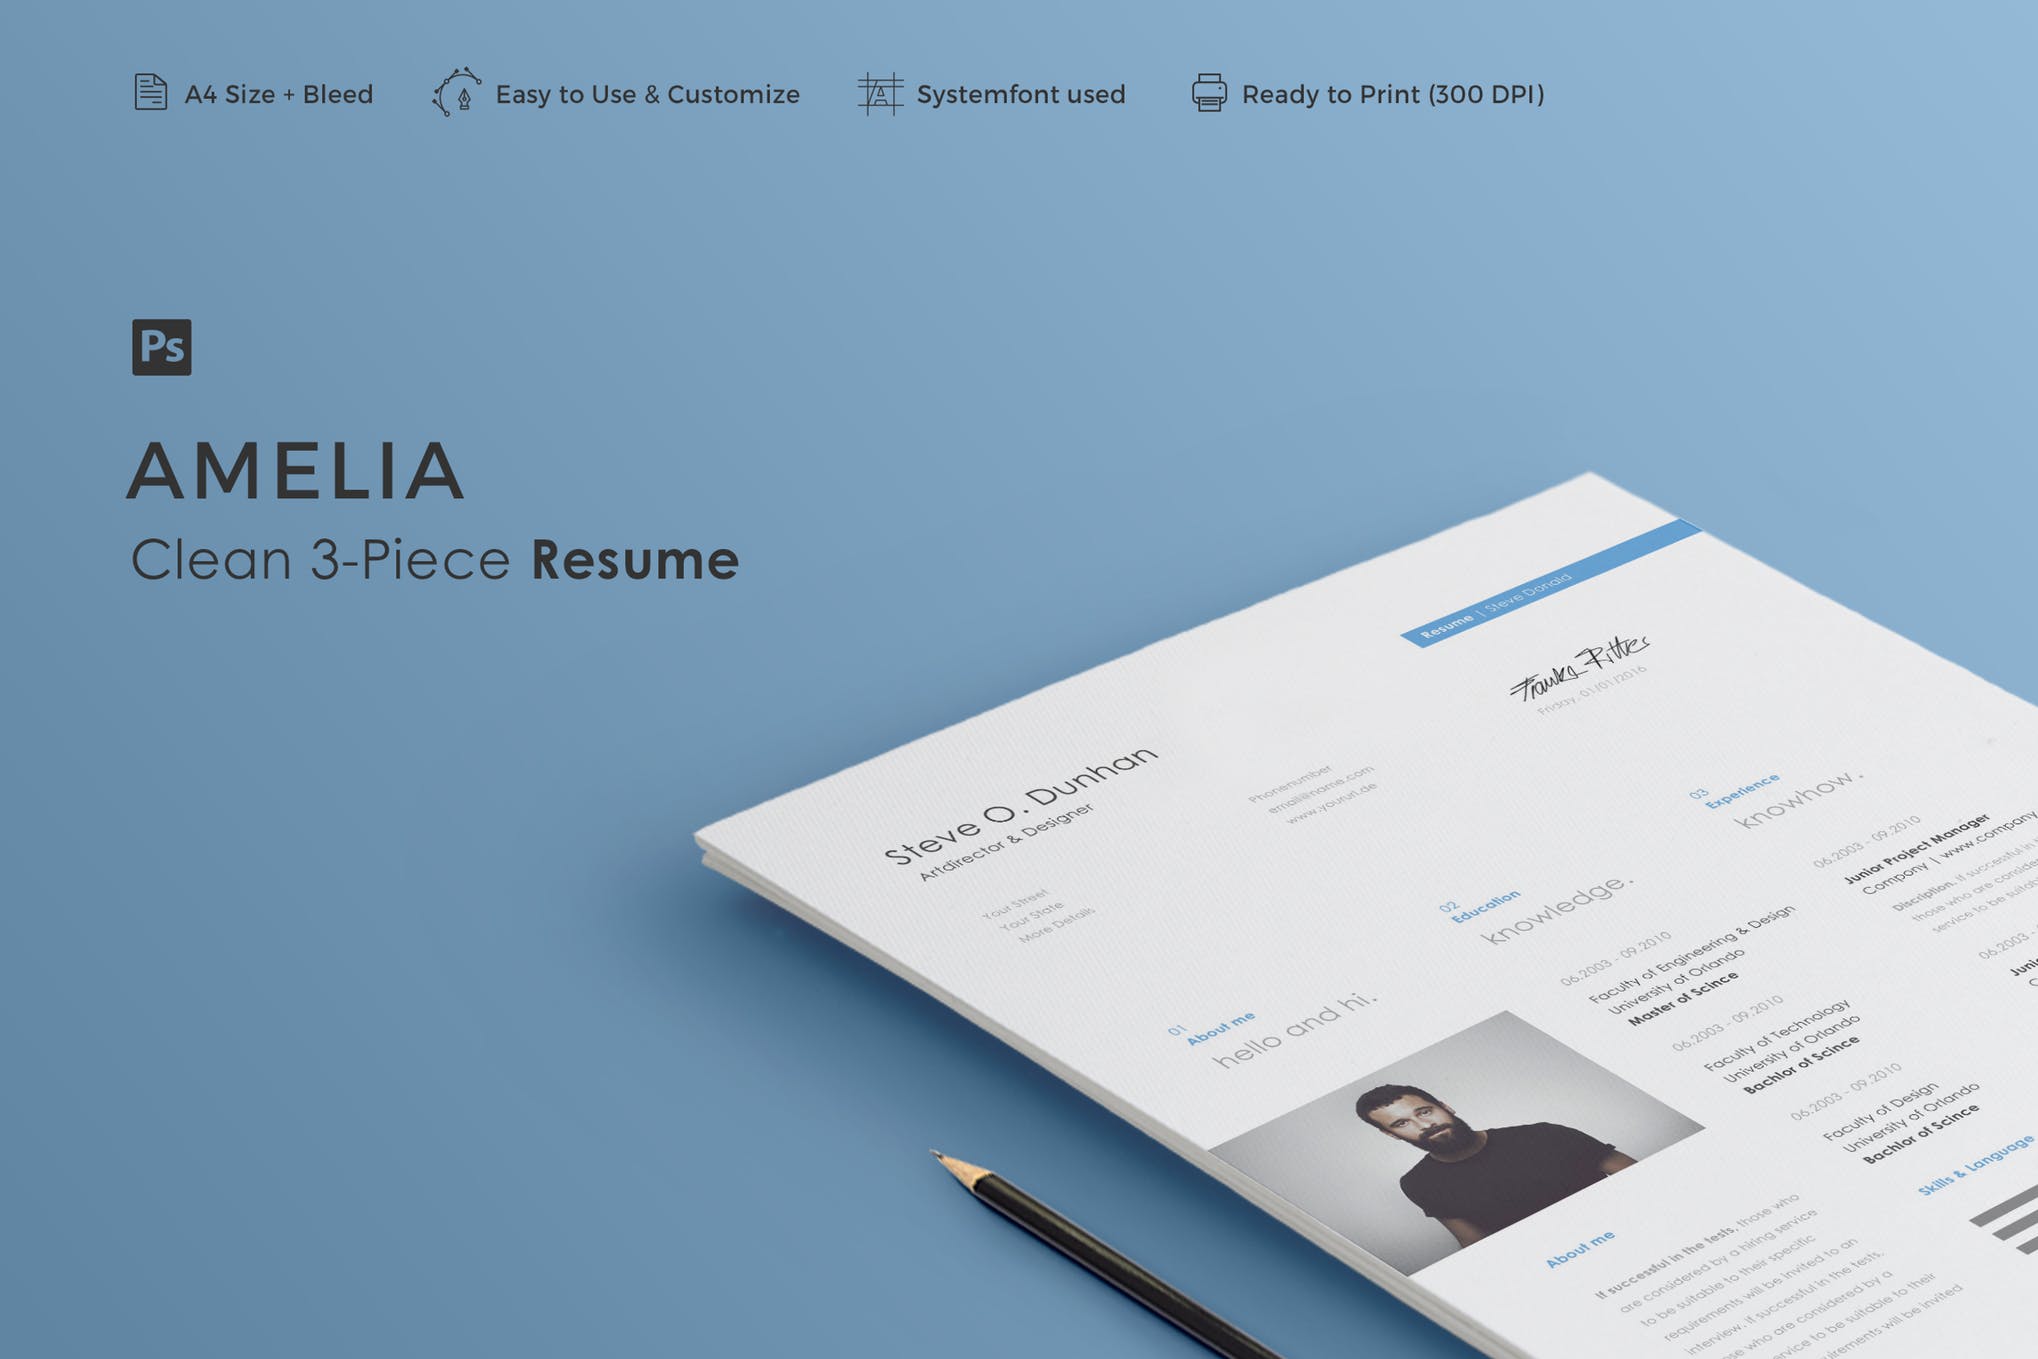 A4 Size + Bleed
Easy to Use & Customize
Systemfont used
Ready to Print (300 DPI)
Ps
AMELIA
Clean 3-Piece Resume
Resume | Steve Donald
Franka Ritter
Friday, 01/01/2016
Steve O. Dunhan
Artdirector & Designer
Phonenumber
email@name.com
www.yoururl.de
Your Street
Your State
More Details
01
About me
hello and hi.
02
Education
knowledge.
06.2003 - 09.2010
Faculty of Engineering & Design
University of Orlando
Master of Scince
06.2003 - 09.2010
Faculty of Technology
University of Orlando
Bachlor of Scince
06.2003 - 09.2010
Faculty of Design
University of Orlando
Bachlor of Scince
Skills & Language
03
Experience
knowhow.
06.2003 - 09.2010
Junior Project Manager
Company | www.company
Discription. If successful in
those who are
service to be
06.2003 -
About me
If successful in the tests, those who
are considered by a hiring service
to be suitable to their specific
requirements will be invited to an
interview. If successful in the tests,
who are considered by a
to be suitable to their
will be invited